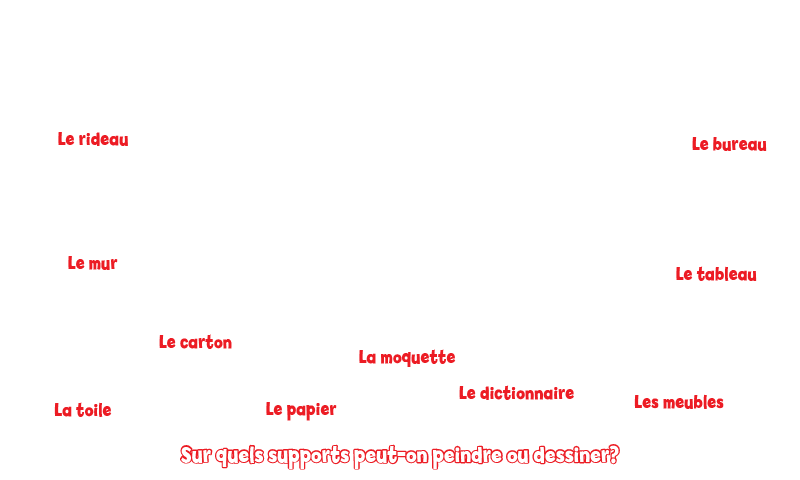 Le rideau
Le bureau
Le mur
Le tableau
Le carton
La moquette
Le dictionnaire
Les meubles
La toile
Le papier
Sur quels supports peut-on peindre ou dessiner?